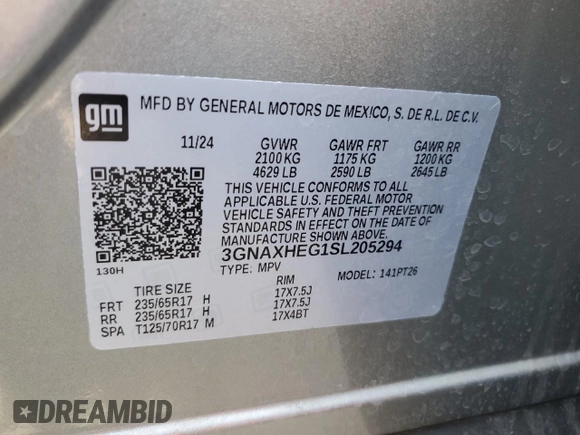 gm
MFD BY GENERAL MOTORS DE MEXICO, S. DE R.L. DE C.V.
11/24 GVWR GAWR FRT GAWR RR
2100 KG 1175 KG 1200 KG
4629 LB 2590 LB 2645 LB
THIS VEHICLE CONFORMS TO ALL
APPLICABLE U.S. FEDERAL MOTOR
VEHICLE SAFETY AND THEFT PREVENTION
STANDARDS IN EFFECT ON THE DATE OF
MANUFACTURE SHOWN ABOVE.
3GNAXHEG1SL205294
130H TYPE: MPV MODEL: 141PT26
TIRE SIZE RIM
FRT 235/65R17 H 17X7.5J
RR 235/65R17 H 17X7.5J
SPA T125/70R17 M 17X4BT
DREAMBID